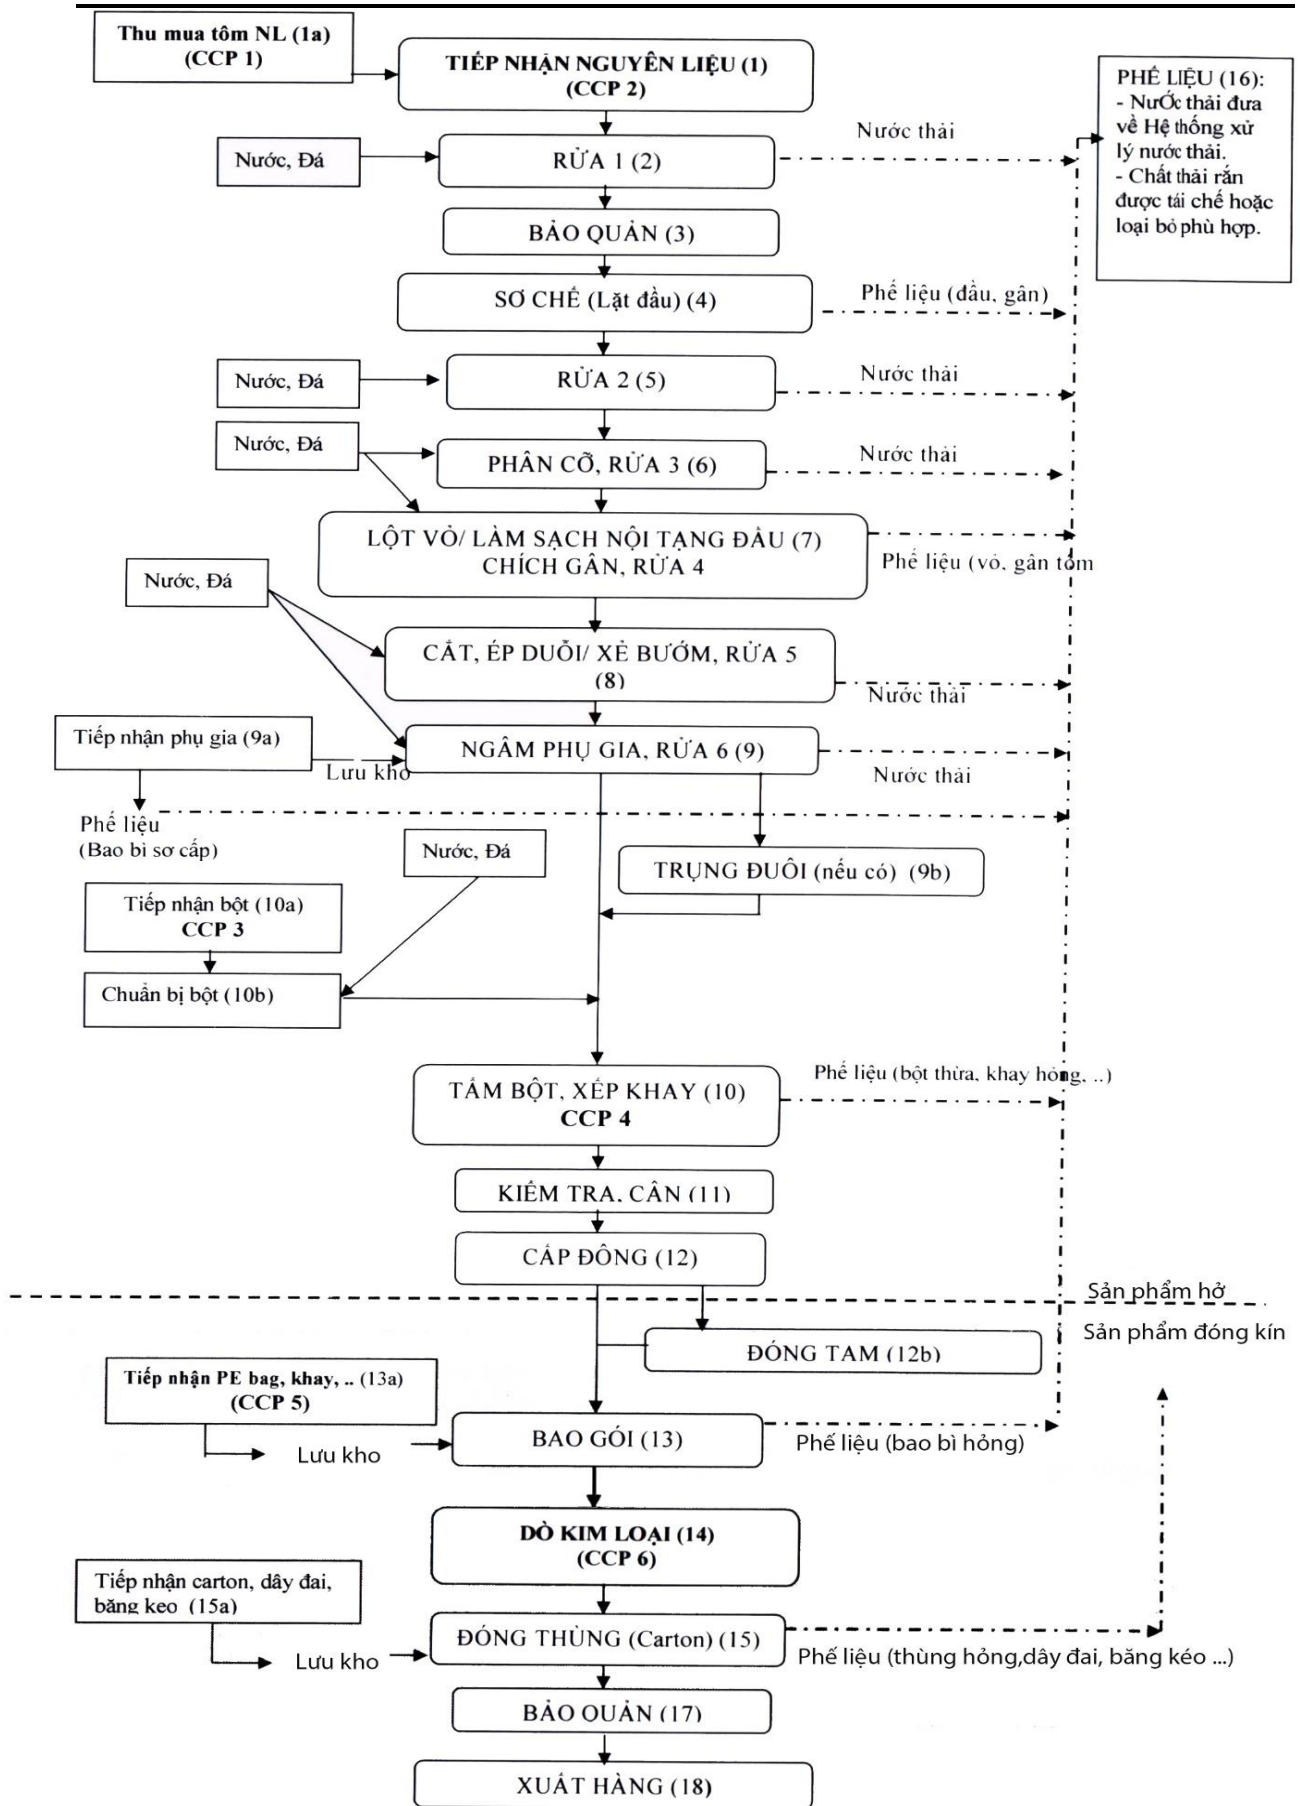 Thu mua tôm NL (1a)
(CCP 1)
TIẾP NHẬN NGUYÊN LIỆU (1)
(CCP 2)
PHẾ LIỆU (16):
- NưỚc thải đưa
về Hệ thống xử
lý nước thải.
- Chất thải rắn
được tái chế hoặc
loại bỏ phù hợp.
Nước, Đá
RỬA 1 (2)
Nước thải
BẢO QUẢN (3)
SƠ CHẾ (Lặt đầu) (4)
Phế liệu (đầu, gân)
Nước, Đá
RỬA 2 (5)
Nước thải
Nước, Đá
PHÂN CỠ, RỬA 3 (6)
Nước thải
LỘT VỎ/ LÀM SẠCH NỘI TẠNG ĐẦU (7)
CHÍCH GÂN, RỬA 4
Phế liệu (vỏ, gân tôm
Nước, Đá
CẮT, ÉP DUỖI/ XẺ BƯỚM, RỬA 5
(8)
Nước thải
Tiếp nhận phụ gia (9a)
Lưu kho
NGÂM PHỤ GIA, RỬA 6 (9)
Nước thải
Phế liệu
(Bao bì sơ cấp)
Nước, Đá
TRỤNG ĐUÔI (nếu có) (9b)
Tiếp nhận bột (10a)
CCP 3
Chuẩn bị bột (10b)
TẨM BỘT, XẾP KHAY (10)
CCP 4
Phế liệu (bột thừa, khay hỏng, ..)
KIỂM TRA, CÂN (11)
CẤP ĐÔNG (12)
Sản phẩm hở
Sản phẩm đóng kín
ĐÓNG TAM (12b)
Tiếp nhận PE bag, khay, .. (13a)
(CCP 5)
Lưu kho
BAO GÓI (13)
Phế liệu (bao bì hỏng)
DÒ KIM LOẠI (14)
(CCP 6)
Tiếp nhận carton, dây đai,
băng keo (15a)
Lưu kho
ĐÓNG THÙNG (Carton) (15)
Phế liệu (thùng hỏng,dây đai, băng kéo ...)
BẢO QUẢN (17)
XUẤT HÀNG (18)